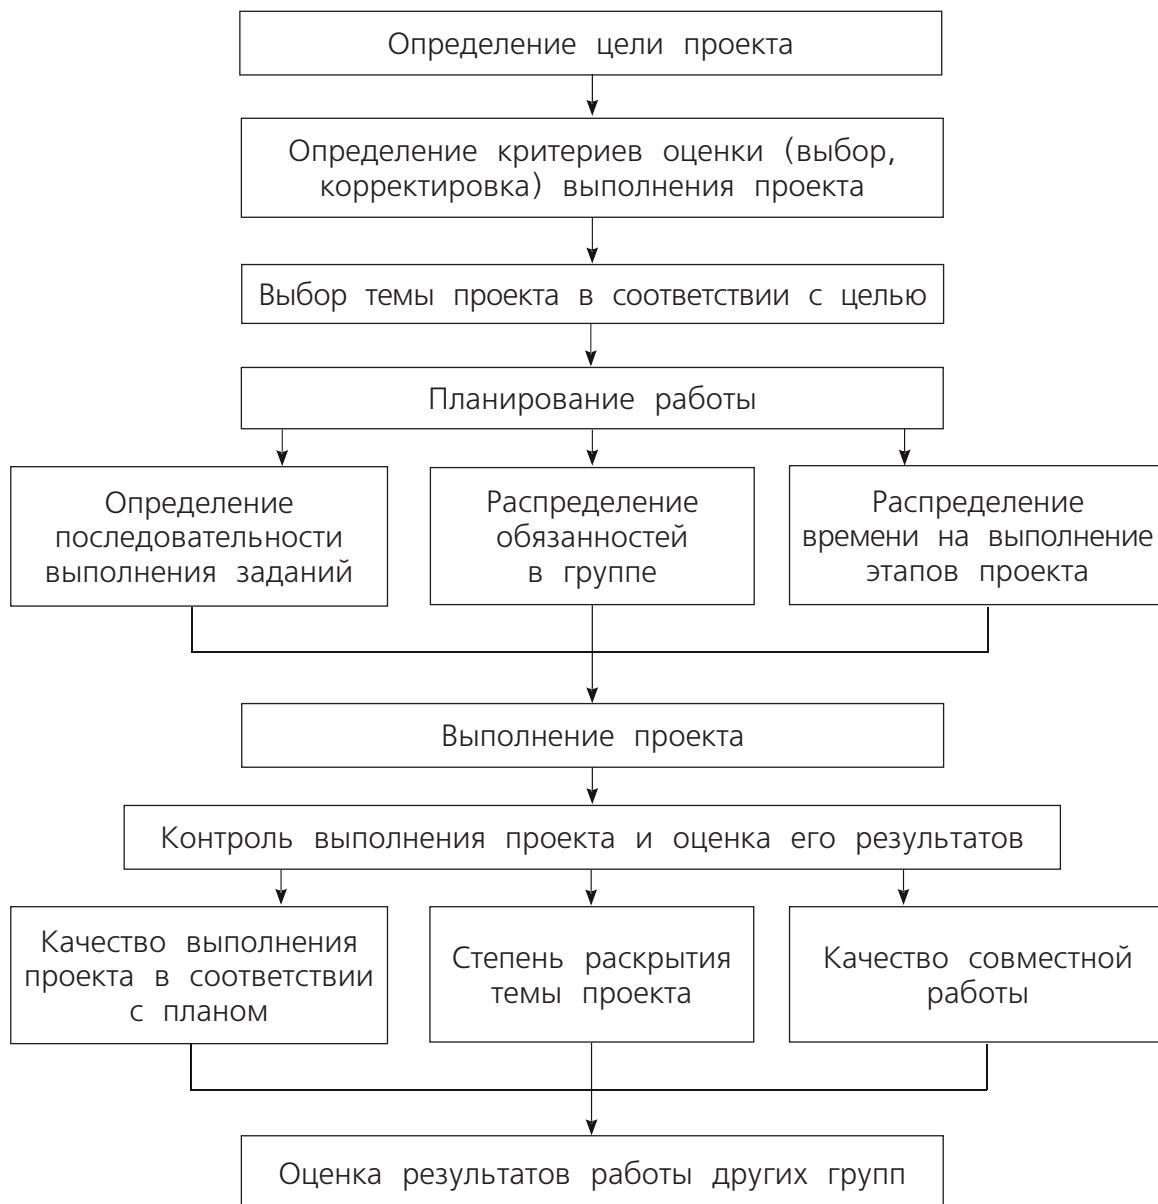 Определение цели проекта
Определение критериев оценки (выбор,
корректировка) выполнения проекта
Выбор темы проекта в соответствии с целью
Планирование работы
Определение
последовательности
выполнения заданий
Распределение
обязанностей
в группе
Распределение
времени на выполнение
этапов проекта
Выполнение проекта
Контроль выполнения проекта и оценка его результатов
Качество выполнения
проекта в соответствии
с планом
Степень раскрытия
темы проекта
Качество совместной
работы
Оценка результатов работы других групп